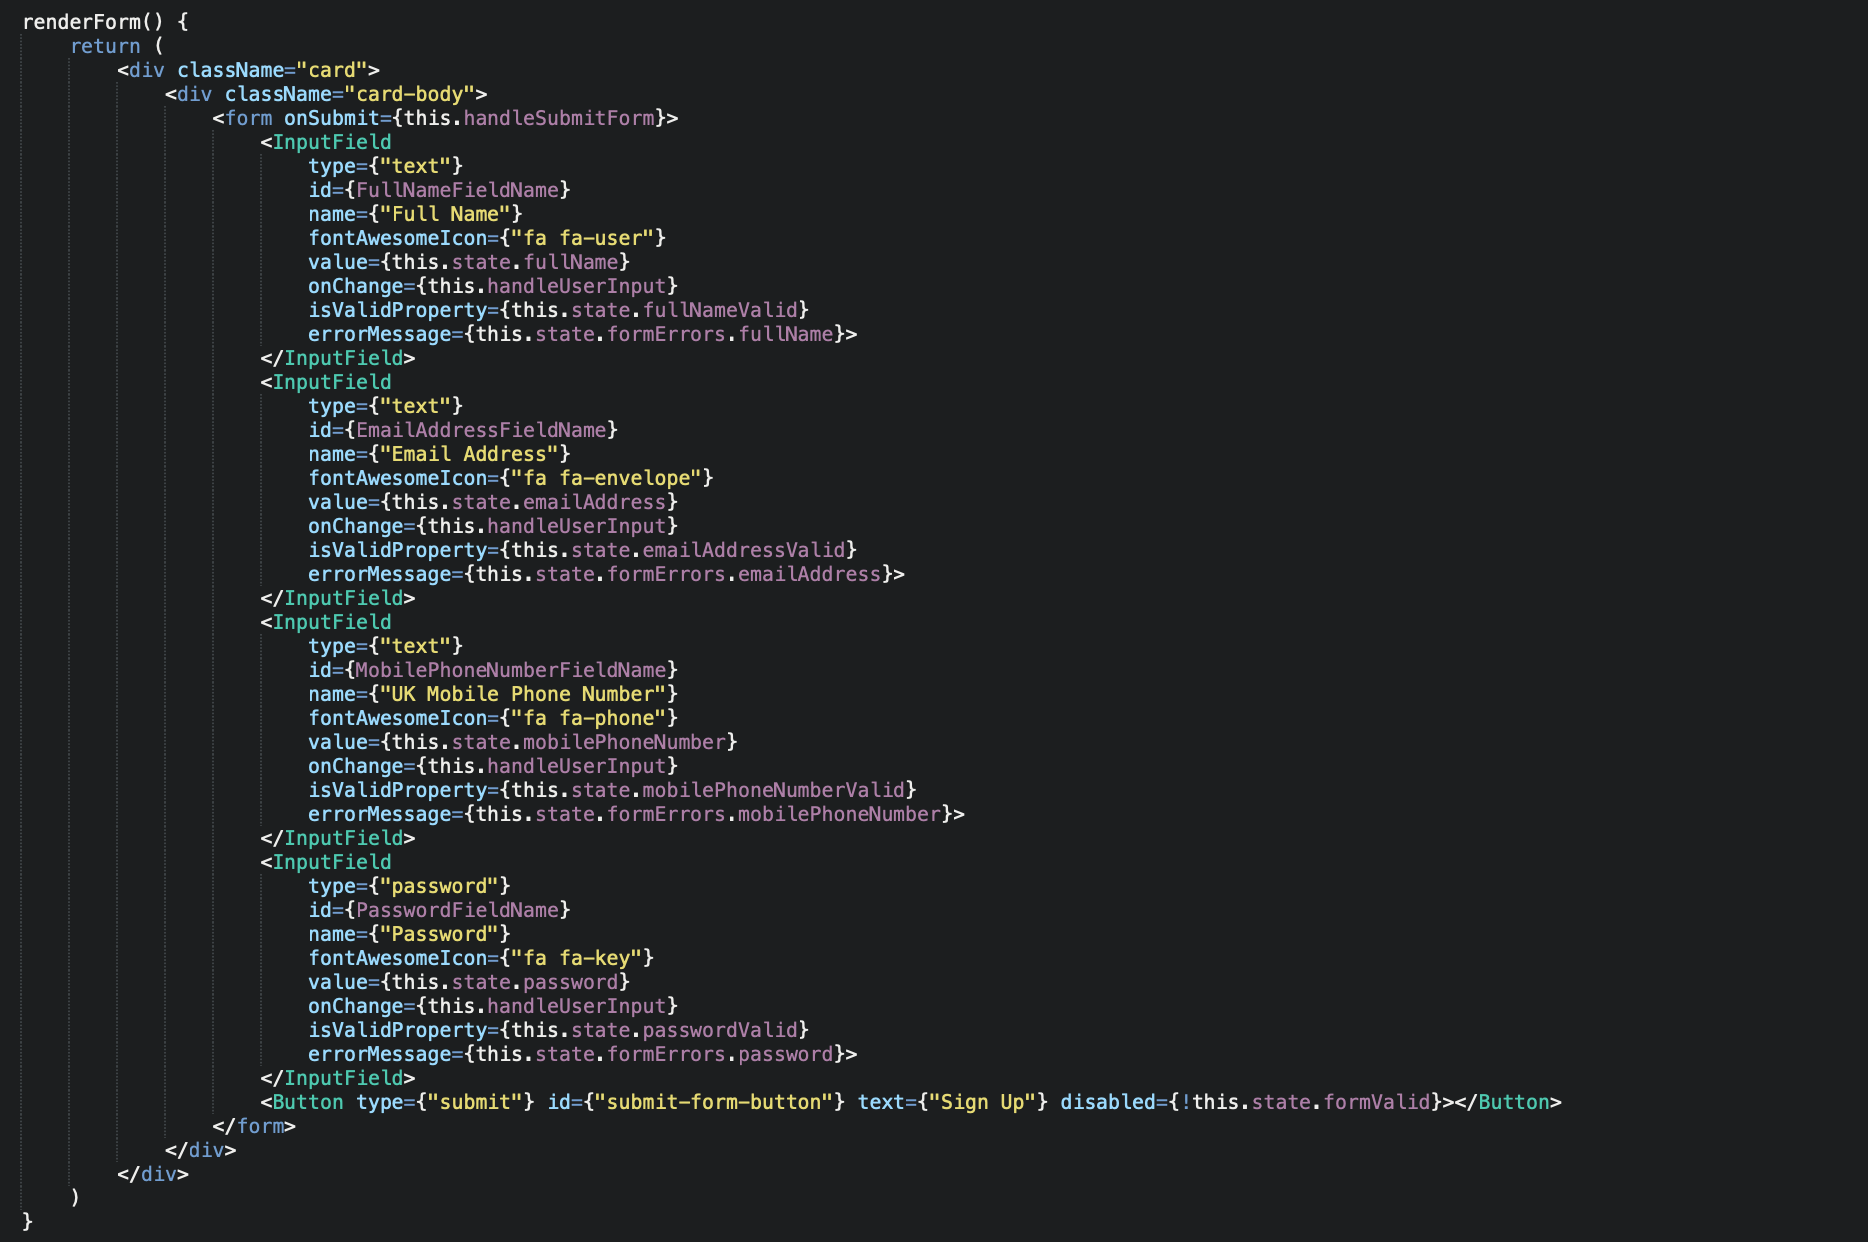 renderForm() {
    return (
        <div className="card">
            <div className="card-body">
                <form onSubmit={this.handleSubmitForm}>
                    <InputField
                        type={"text"}
                        id={FullNameFieldName}
                        name={"Full Name"}
                        fontAwesomeIcon={"fa fa-user"}
                        value={this.state.fullName}
                        onChange={this.handleUserInput}
                        isValidProperty={this.state.fullNameValid}
                        errorMessage={this.state.formErrors.fullName}>
                    </InputField>
                    <InputField
                        type={"text"}
                        id={EmailAddressFieldName}
                        name={"Email Address"}
                        fontAwesomeIcon={"fa fa-envelope"}
                        value={this.state.emailAddress}
                        onChange={this.handleUserInput}
                        isValidProperty={this.state.emailAddressValid}
                        errorMessage={this.state.formErrors.emailAddress}>
                    </InputField>
                    <InputField
                        type={"text"}
                        id={MobilePhoneNumberFieldName}
                        name={"UK Mobile Phone Number"}
                        fontAwesomeIcon={"fa fa-phone"}
                        value={this.state.mobilePhoneNumber}
                        onChange={this.handleUserInput}
                        isValidProperty={this.state.mobilePhoneNumberValid}
                        errorMessage={this.state.formErrors.mobilePhoneNumber}>
                    </InputField>
                    <InputField
                        type={"password"}
                        id={PasswordFieldName}
                        name={"Password"}
                        fontAwesomeIcon={"fa fa-key"}
                        value={this.state.password}
                        onChange={this.handleUserInput}
                        isValidProperty={this.state.passwordValid}
                        errorMessage={this.state.formErrors.password}>
                    </InputField>
                    <Button type={"submit"} id={"submit-form-button"} text={"Sign Up"} disabled={!this.state.formValid}></Button>
                </form>
            </div>
        </div>
    )
}